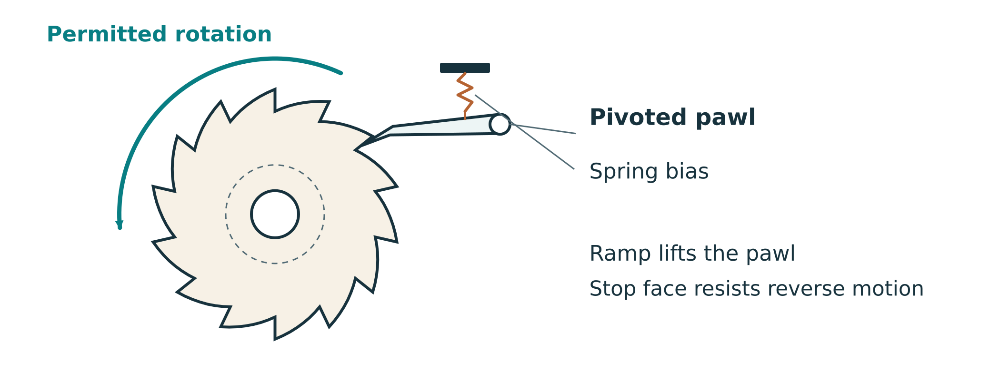 Permitted rotation
Pivoted pawl
Spring bias
Ramp lifts the pawl
Stop face resists reverse motion